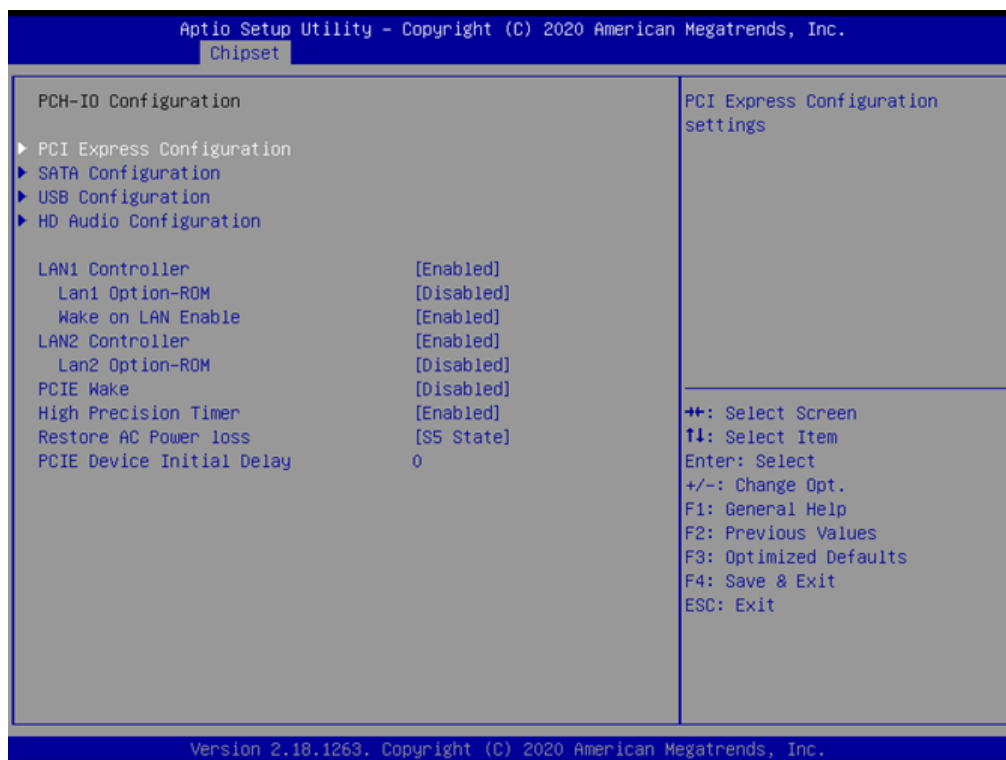 Aptio Setup Utility – Copyright (C) 2020 American Megatrends, Inc.
Chipset
PCH-IO Configuration
PCI Express Configuration
SATA Configuration
USB Configuration
HD Audio Configuration
LAN1 Controller [Enabled]
Lan1 Option-ROM [Disabled]
Wake on LAN Enable [Enabled]
LAN2 Controller [Enabled]
Lan2 Option-ROM [Disabled]
PCIE Wake [Disabled]
High Precision Timer [Enabled]
Restore AC Power loss [S5 State]
PCIE Device Initial Delay 0
PCI Express Configuration
settings
→←: Select Screen
↑↓: Select Item
Enter: Select
+/-: Change Opt.
F1: General Help
F2: Previous Values
F3: Optimized Defaults
F4: Save & Exit
ESC: Exit
Version 2.18.1263. Copyright (C) 2020 American Megatrends, Inc.